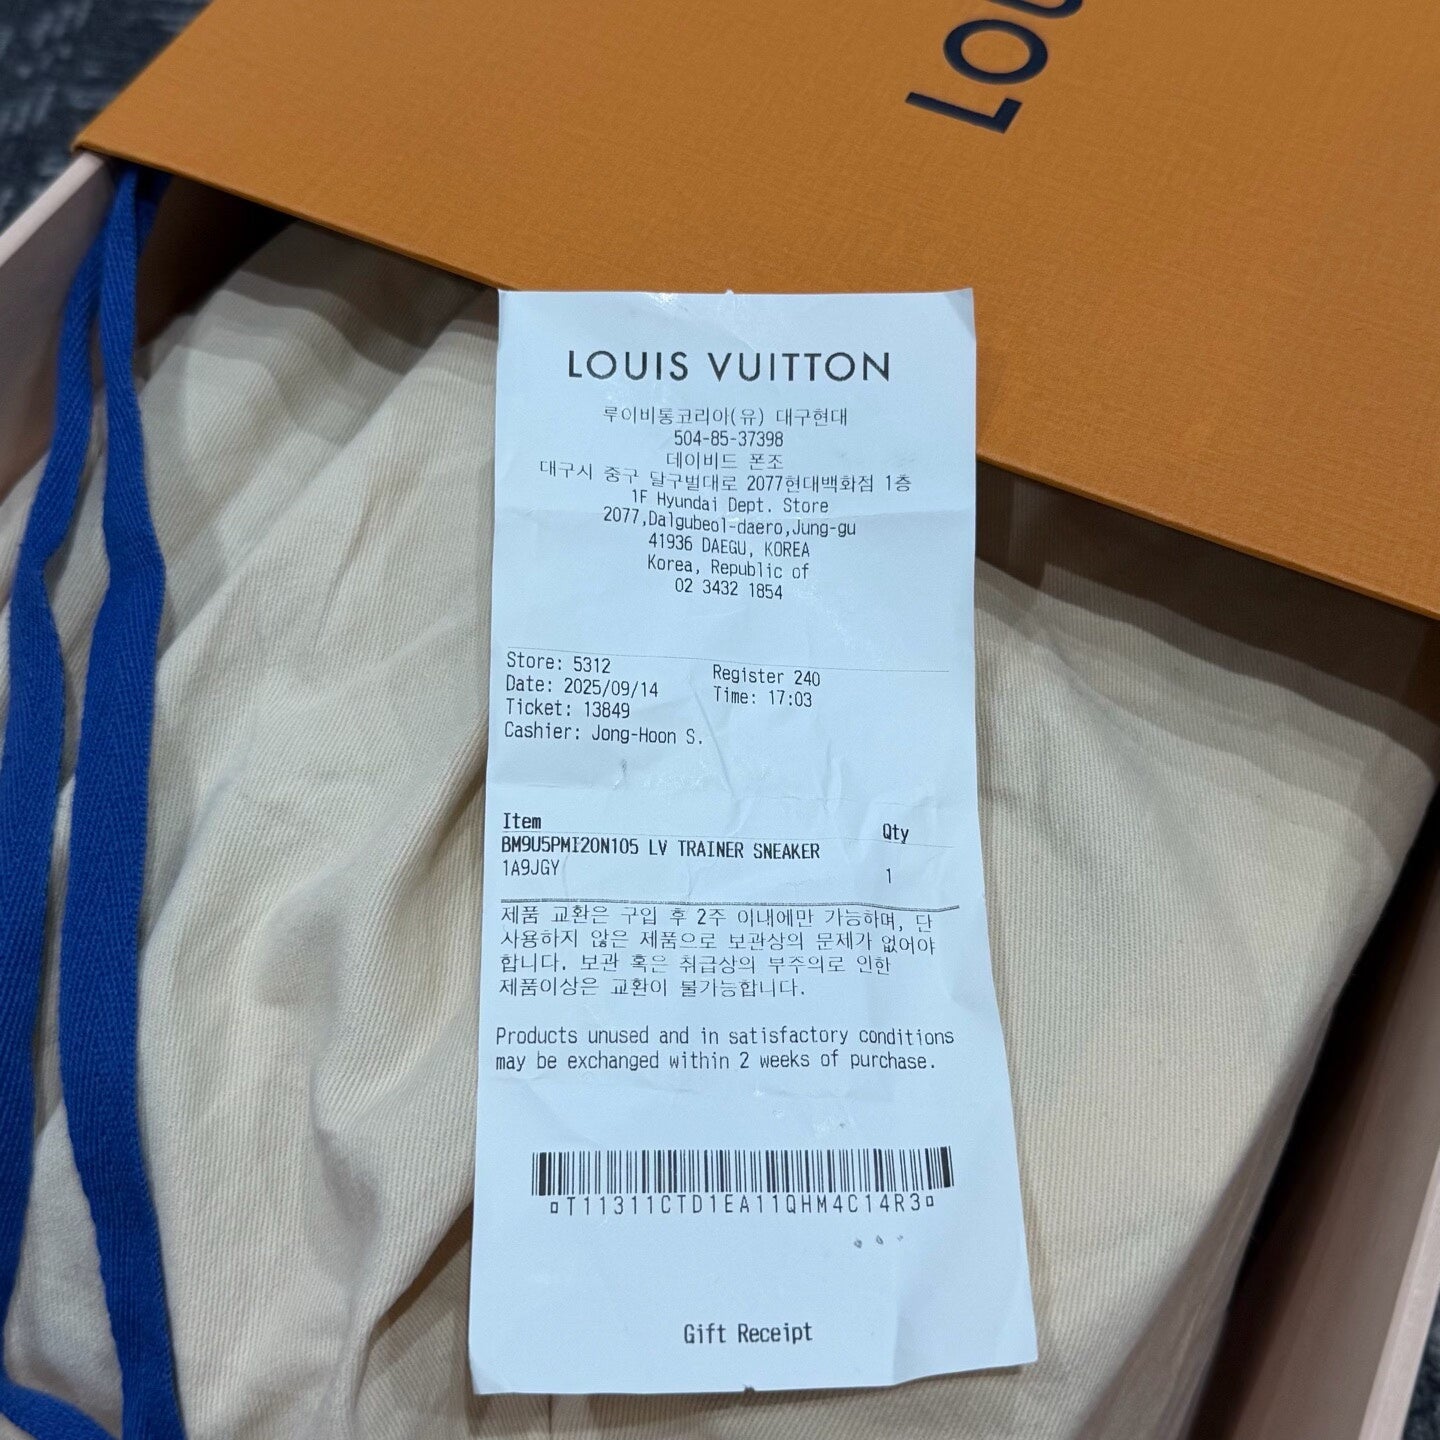 LOU
LOUIS VUITTON
루이비통코리아(유) 대구현대
504-85-37398
데이비드 폰조
대구시 중구 달구벌대로 2077현대백화점 1층
1F Hyundai Dept. Store
2077,Dalgubeol-daero,Jung-gu
41936 DAEGU, KOREA
Korea, Republic of
02 3432 1854
Store: 5312 Register 240
Date: 2025/09/14 Time: 17:03
Ticket: 13849
Cashier: Jong-Hoon S.
Item Qty
BM9U5PMI20N105 LV TRAINER SNEAKER
1A9JGY 1
제품 교환은 구입 후 2주 이내에만 가능하며, 단
사용하지 않은 제품으로 보관상의 문제가 없어야
합니다. 보관 혹은 취급상의 부주의로 인한
제품이상은 교환이 불가능합니다.
Products unused and in satisfactory conditions
may be exchanged within 2 weeks of purchase.
¤T11311CTD1EA11QHM4C14R3¤
Gift Receipt